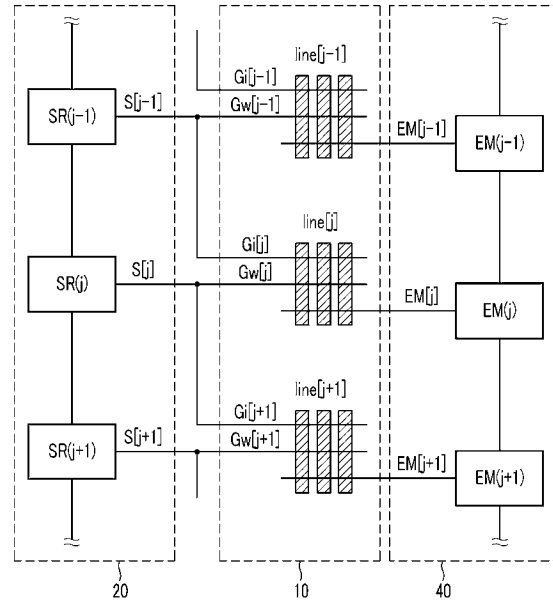 line[j-1]
Gi[j-1]
SR(j-1)
S[j-1]
Gw[j-1]
EM[j-1]
EM(j-1)
line[j]
Gi[j]
SR(j)
S[j]
Gw[j]
EM[j]
EM(j)
line[j+1]
Gi[j+1]
SR(j+1)
S[j+1]
Gw[j+1]
EM[j+1]
EM(j+1)
20
10
40